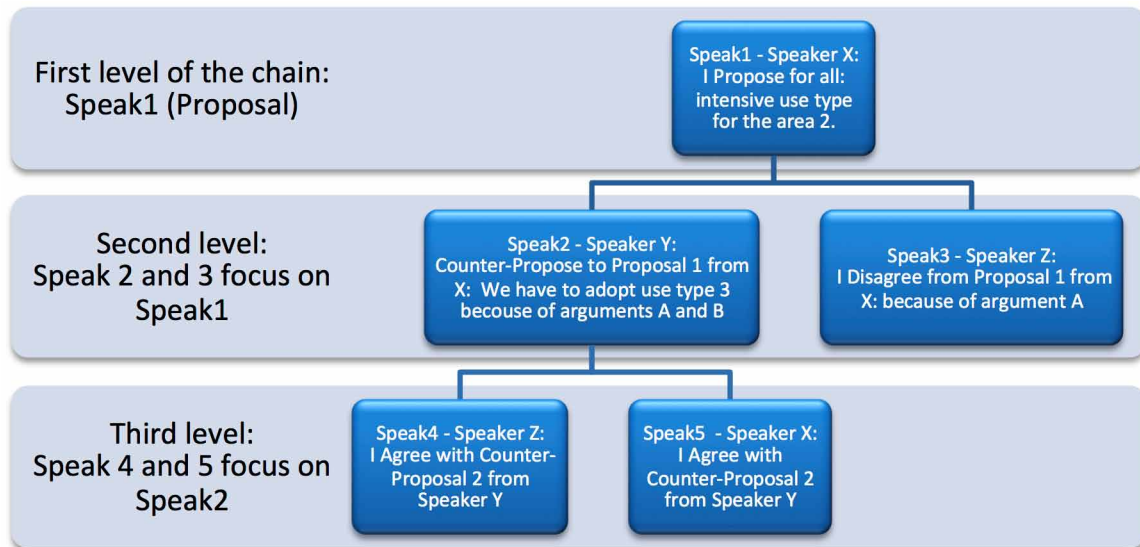 First level of the chain:
Speak1 (Proposal)
Speak1 - Speaker X:
I Propose for all:
intensive use type
for the area 2.
Second level:
Speak 2 and 3 focus on
Speak1
Speak2 - Speaker Y:
Counter-Propose to Proposal 1 from
X: We have to adopt use type 3
becouse of arguments A and B
Speak3 - Speaker Z:
I Disagree from Proposal 1 from
X: because of argument A
Third level:
Speak 4 and 5 focus on
Speak2
Speak4 - Speaker Z:
I Agree with Counter-
Proposal 2 from
Speaker Y
Speak5 - Speaker X:
I Agree with
Counter-Proposal 2
from Speaker Y